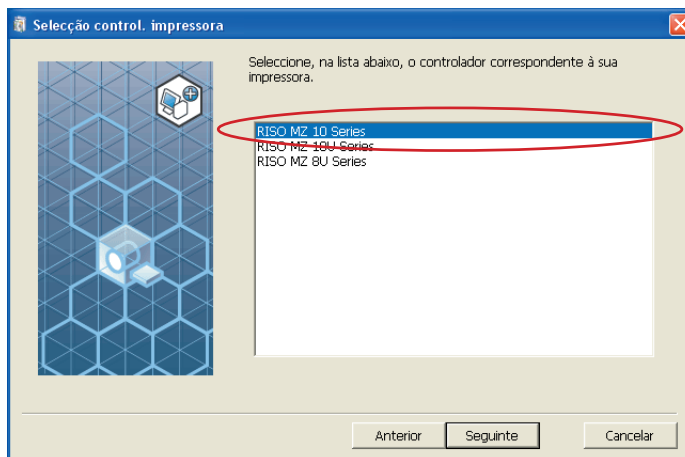 Selecção control. impressora
Seleccione, na lista abaixo, o controlador correspondente à sua
impressora.
RISO MZ 10 Series
RISO MZ 10U Series
RISO MZ 8U Series
Anterior
Seguinte
Cancelar